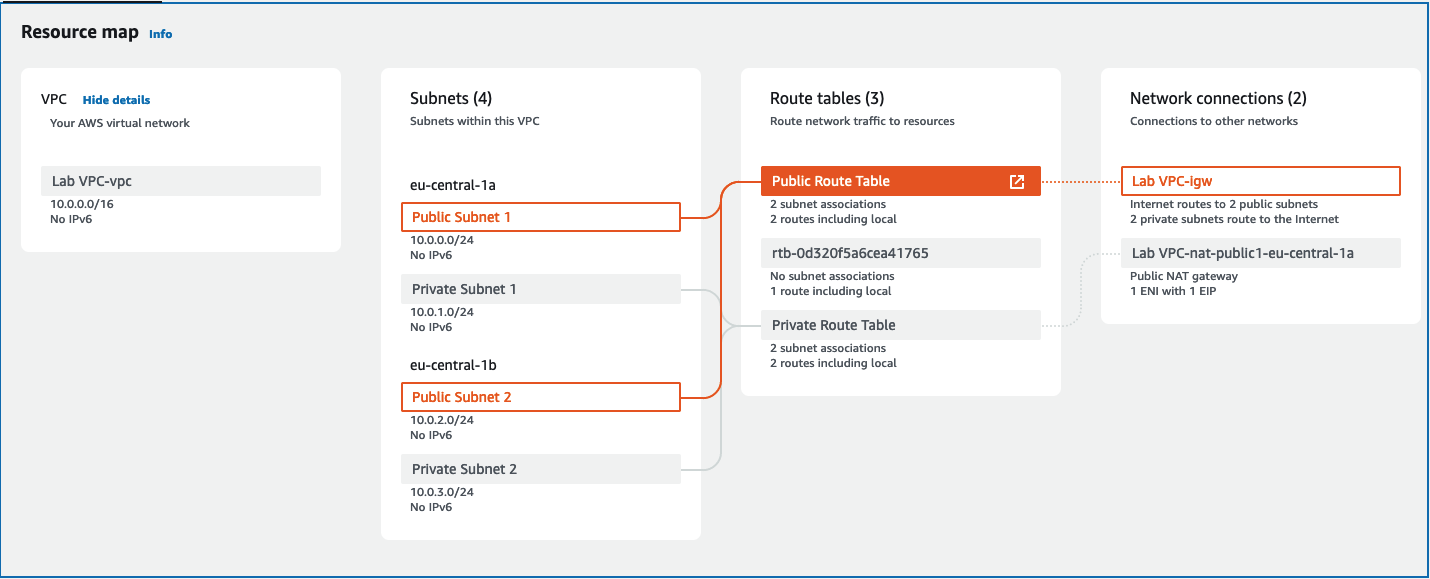 Resource map Info
VPC Hide details
Your AWS virtual network
Lab VPC-vpc
10.0.0.0/16
No IPv6
Subnets (4)
Subnets within this VPC
eu-central-1a
Public Subnet 1
10.0.0.0/24
No IPv6
Private Subnet 1
10.0.1.0/24
No IPv6
eu-central-1b
Public Subnet 2
10.0.2.0/24
No IPv6
Private Subnet 2
10.0.3.0/24
No IPv6
Route tables (3)
Route network traffic to resources
Public Route Table
2 subnet associations
2 routes including local
rtb-0d320f5a6cea41765
No subnet associations
1 route including local
Private Route Table
2 subnet associations
2 routes including local
Network connections (2)
Connections to other networks
Lab VPC-igw
Internet routes to 2 public subnets
2 private subnets route to the Internet
Lab VPC-nat-public1-eu-central-1a
Public NAT gateway
1 ENI with 1 EIP